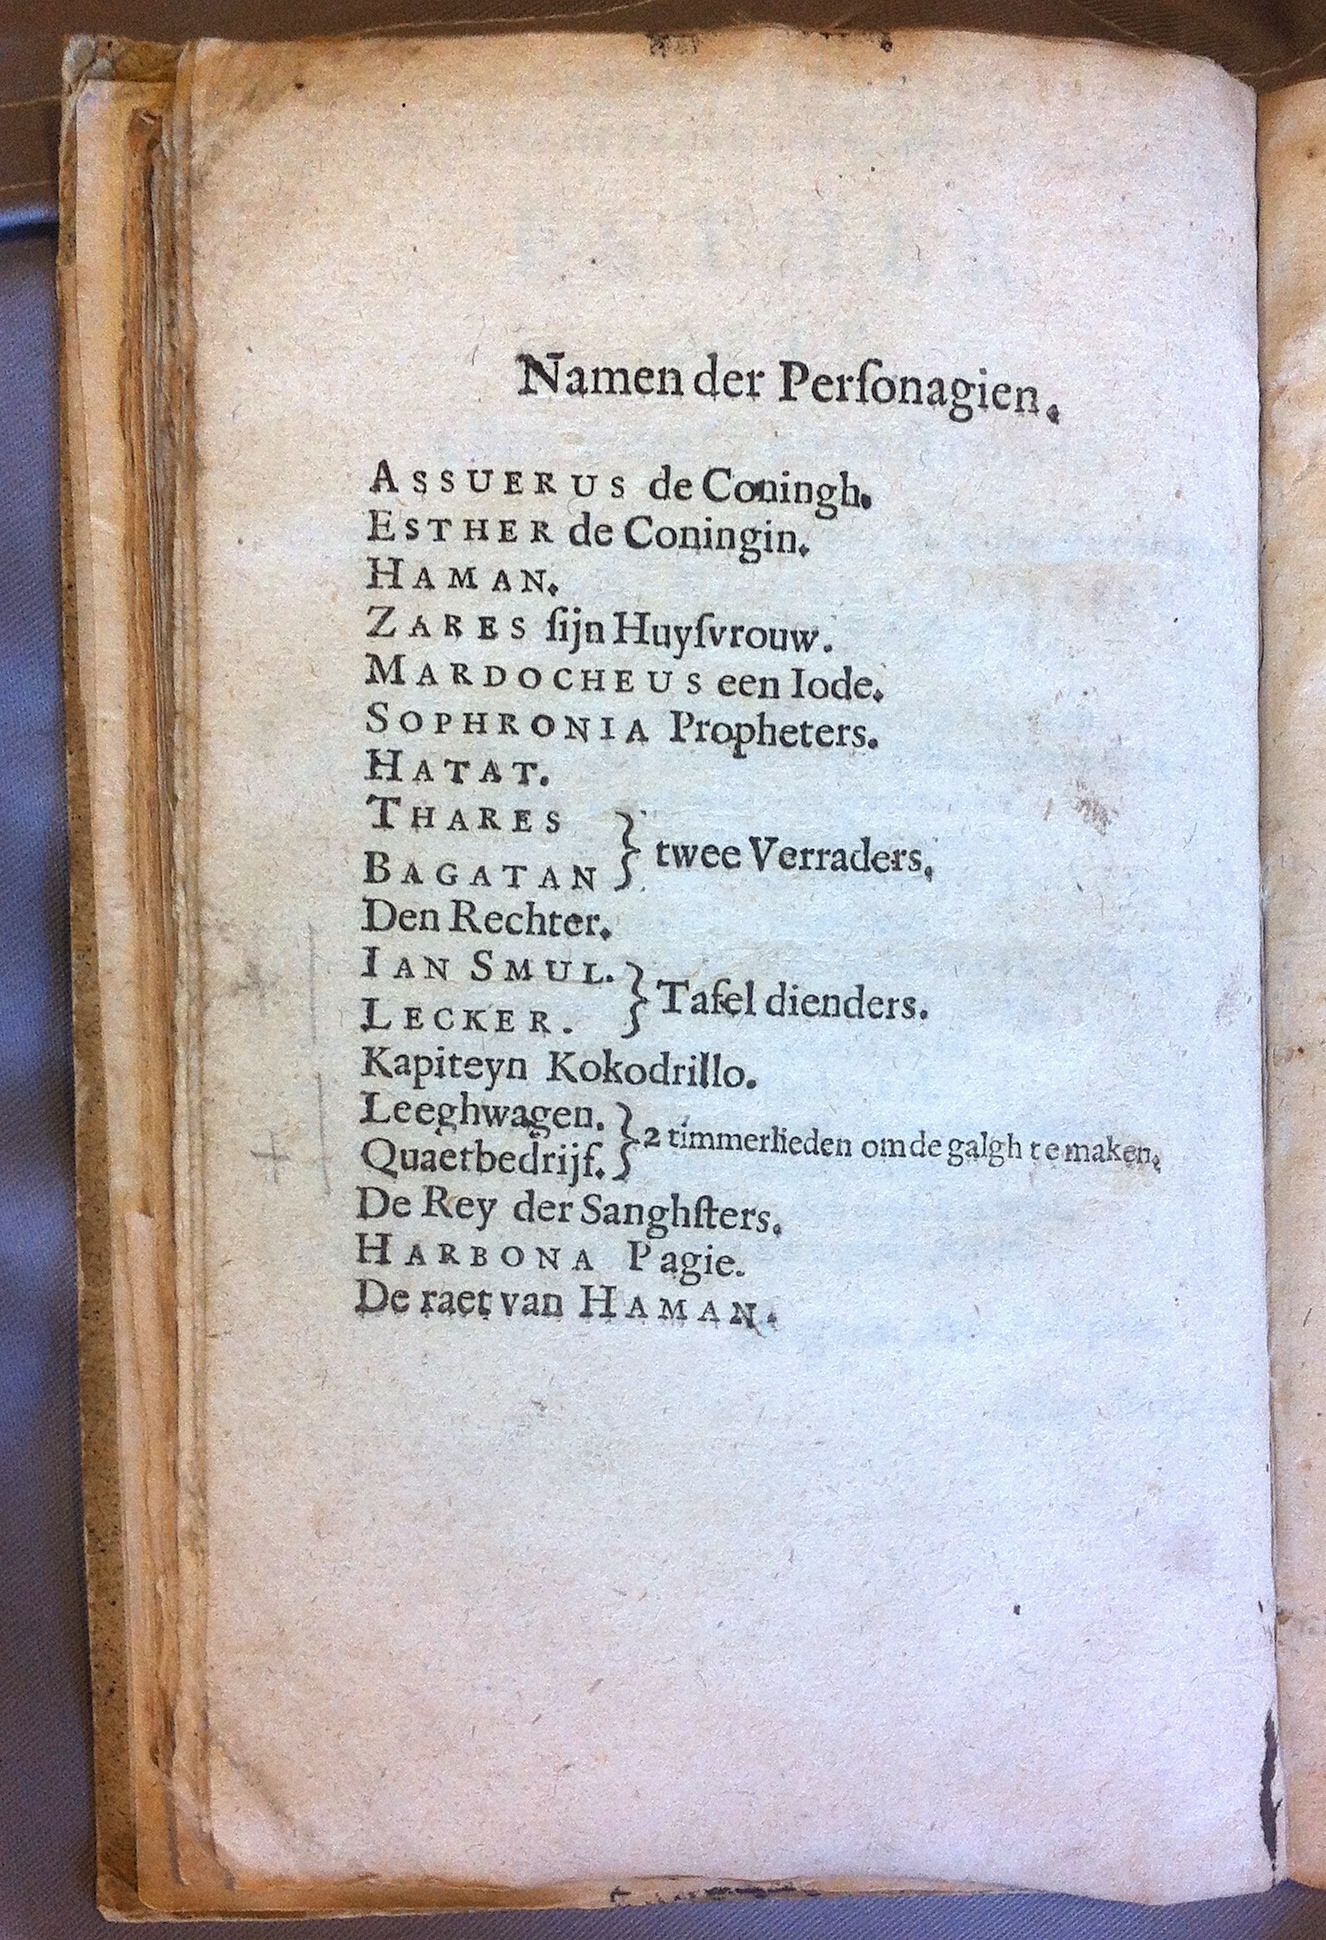 Namen der Perſonagien.
ASSUERUS de Coningh.
ESTHER de Coningin.
HAMAN.
ZARES ſijn Huyſvrouw.
MARDOCHEUS een Iode.
SOPHRONIA Propheters.
HATAT.
THARES
BAGATAN } twee Verraders.
Den Rechter.
IAN SMUL.
LECKER. } Tafel dienders.
Kapiteyn Kokodrillo.
Leeghwagen.
Quaetbedrijf. } 2 timmerlieden om de galgh te maken.
De Rey der Sanghſters.
HARBONA Pagie.
De raet van HAMAN.